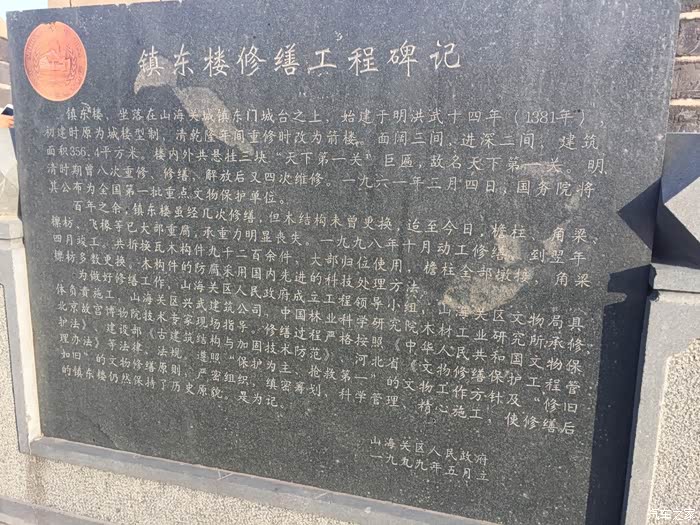 镇东楼修缮工程碑记
镇东楼,坐落在山海关城镇东门城台之上,始建于明洪武十四年(1381年)
初建时原为城楼型制,清乾隆年间重修时改为箭楼。面阔三间,进深二间,建筑
面积356.4平方米。楼内外共悬挂三块“天下第一关”巨匾,故名天下第一关。明、
清时期曾八次重修、修缮,解放后又四次维修。一九六一年三月四日,国务院将
其公布为全国第一批重点文物保护单位。
百年之余,镇东楼虽经几次修缮,但木结构未曾更换,迄至今日,檐柱、角梁、
檩枋、飞椽等已大部重腐,承重力明显丧失。一九九八年十月动工修缮,到翌年
四月竣工。共拆换瓦木构件九千二百余件,大部归位使用,檐柱全部墩接,角梁
檩枋多数更换,木构件的防腐采用国内先进的科技处理方法。
为做好修缮工作,山海关区人民政府成立工程领导小组,山海关区文物局具
体负责施工,山海关区兴武建筑公司、中国林业科学研究院木材工业研究所承修,
北京故宫博物院技术专家现场指导。修缮过程严格按照《中华人民共和国文物保
护法》、建设部《古建筑结构与加固技术防范》、河北省《文物修缮保护工程管
理办法》等法律、法规,遵照“保护为主,抢救第一”的文物工作方针及“修旧
如旧”的文物修缮原则,严密组织,缜密筹划,科学管理,精心施工,使修缮后
的镇东楼仍然保持了历史原貌。是为记。
山海关区人民政府
一九九九年五月立
汽车之家